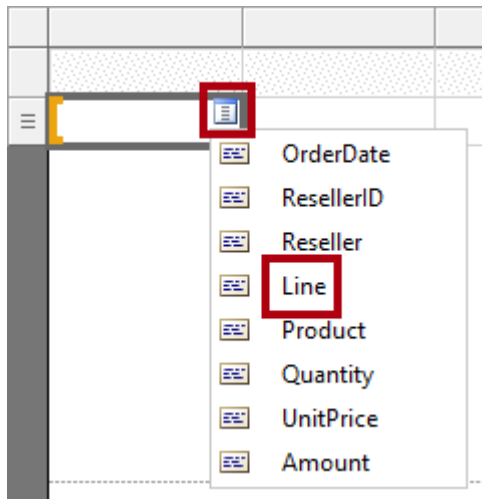 OrderDate
ResellerID
Reseller
Line
Product
Quantity
UnitPrice
Amount